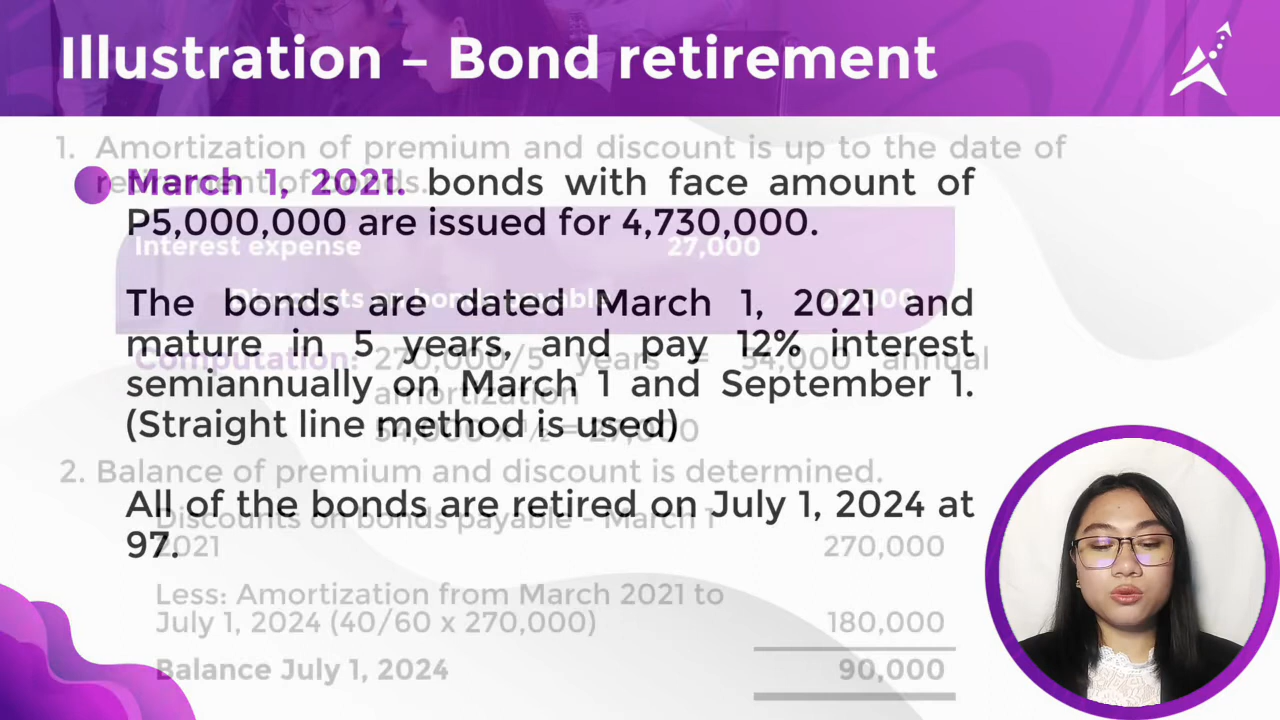 Illustration – Bond retirement
March 1, 2021. bonds with face amount of
P5,000,000 are issued for 4,730,000.
The bonds are dated March 1, 2021 and
mature in 5 years, and pay 12% interest
semiannually on March 1 and September 1.
(Straight line method is used)
All of the bonds are retired on July 1, 2024 at
97.
1. Amortization of premium and discount is up to the date of
retirement of bonds.
Interest expense 27,000
Discounts on bonds payable
Computation: 270,000/5 years = 54,000 annual
amortization
54,000 x ½ = 27,000
2. Balance of premium and discount is determined.
Discounts on bonds payable - March 1
2021 270,000
Less: Amortization from March 2021 to
July 1, 2024 (40/60 x 270,000) 180,000
Balance July 1, 2024 90,000